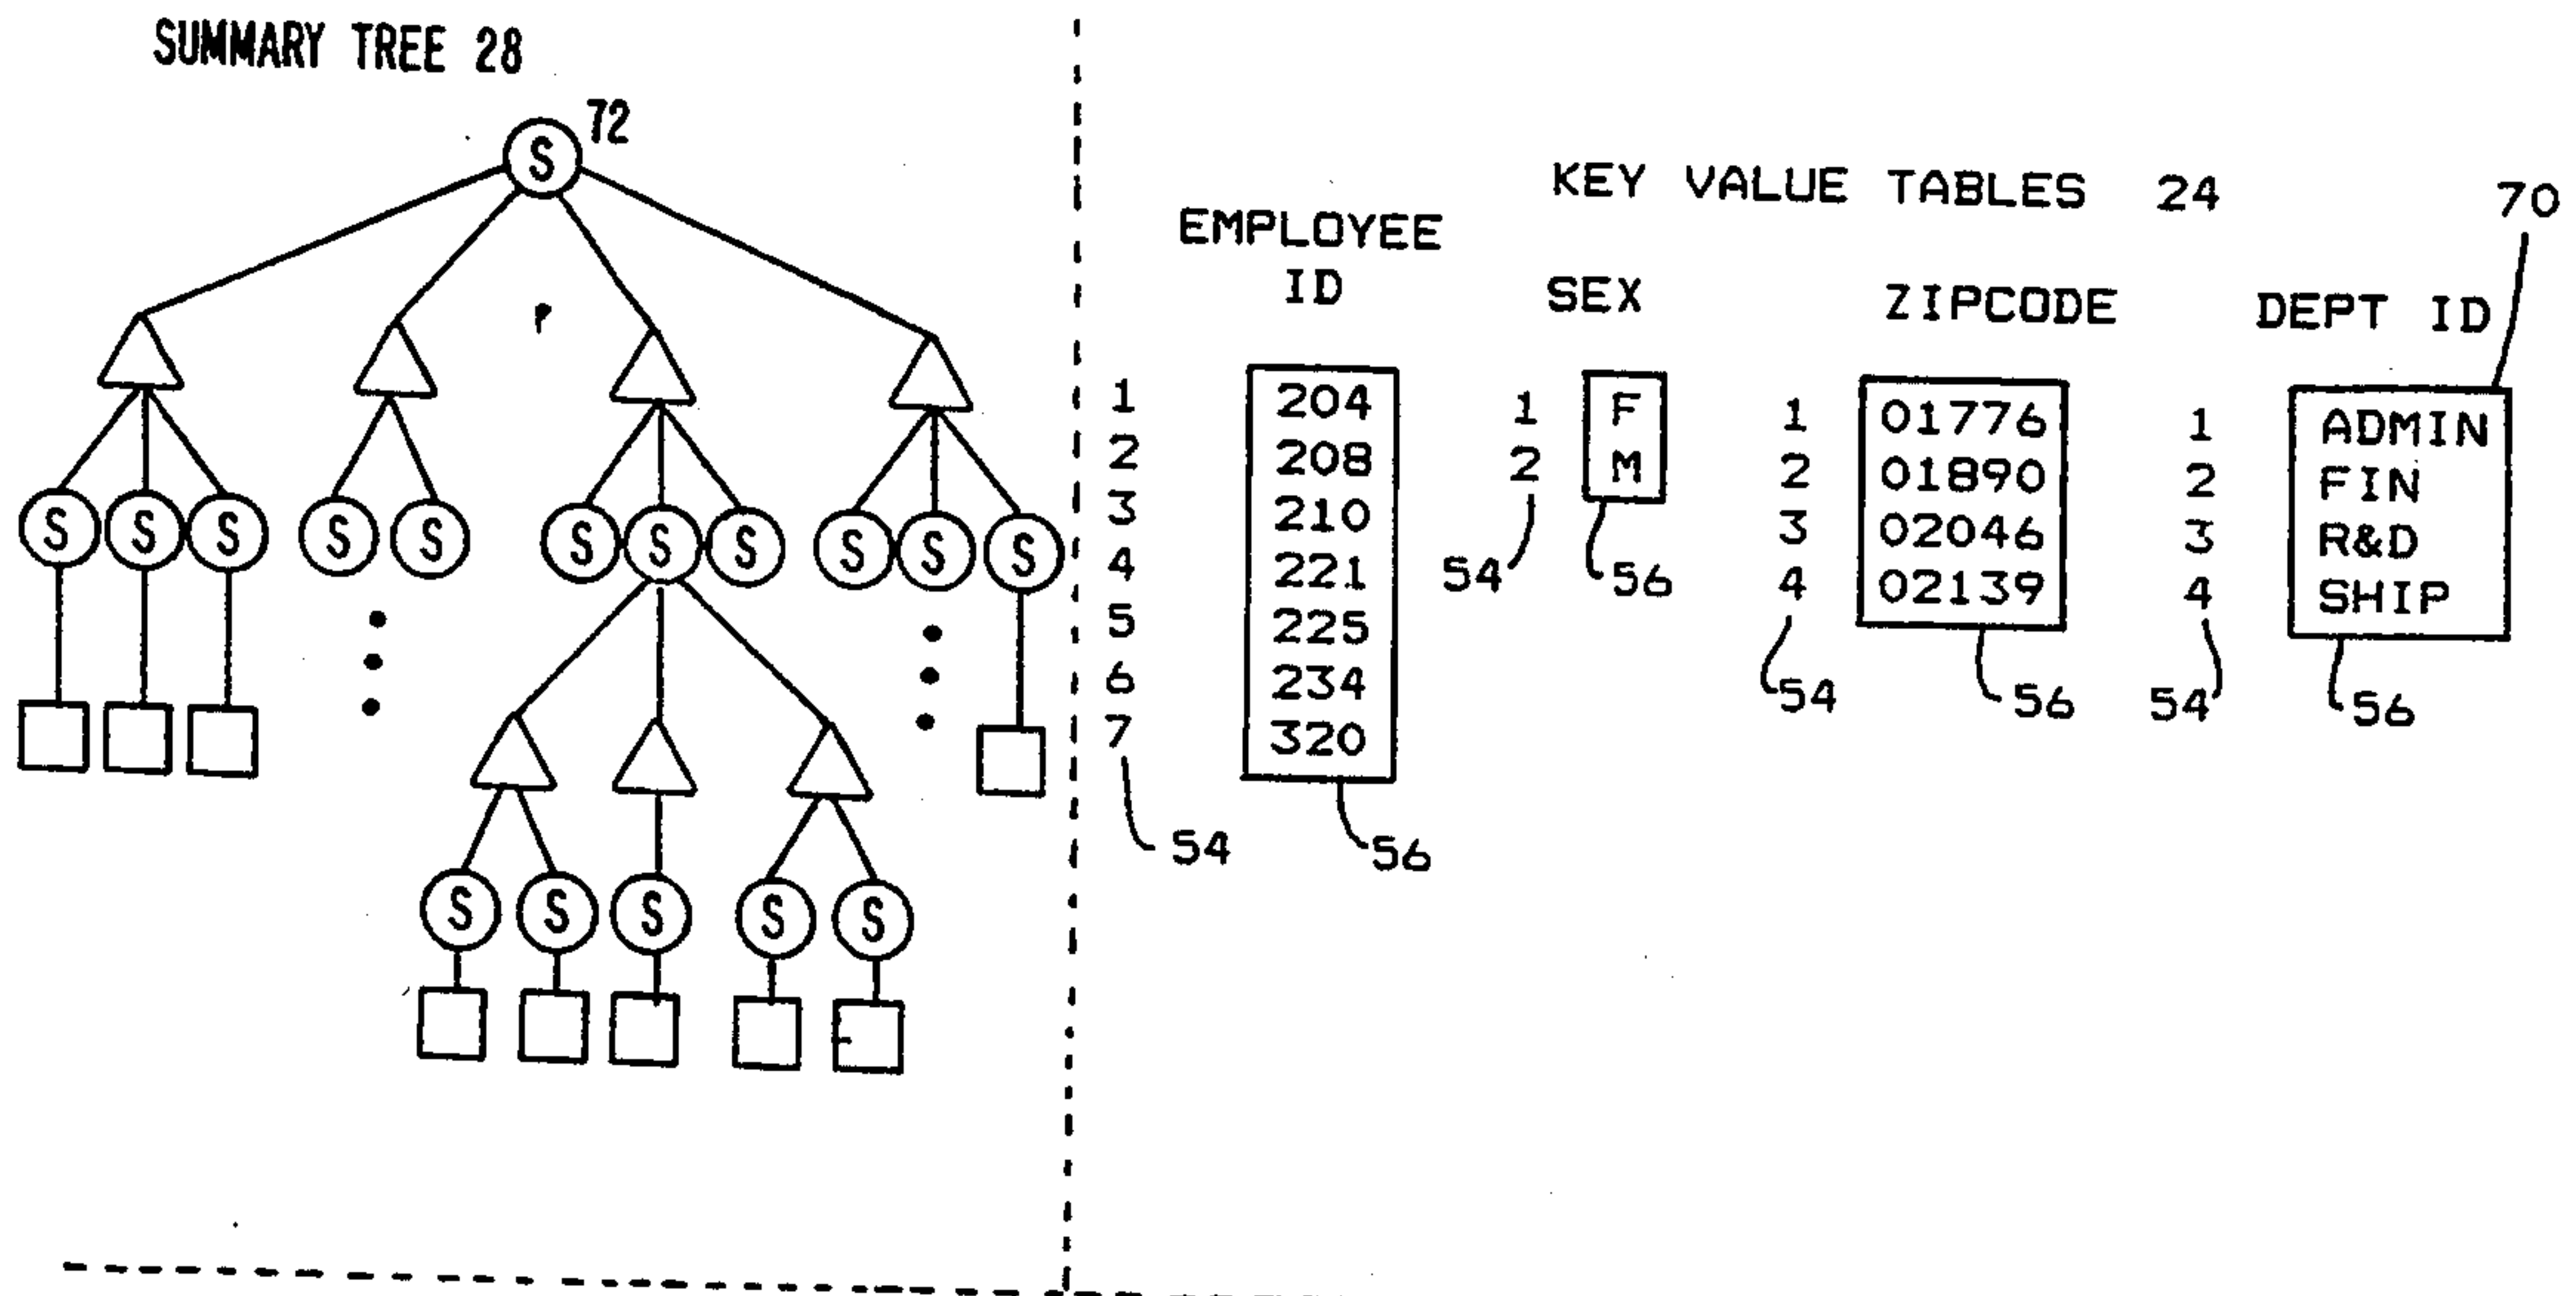 SUMMARY TREE 28
72
S
S S S S S S S S S S S
S S S S S
KEY VALUE TABLES 24
70
EMPLOYEE ID
1 204
2 208
3 210
4 221
5 225
6 234
7 320
54 56
SEX
1 F
2 M
54 56
ZIPCODE
1 01776
2 01890
3 02046
4 02139
54 56
DEPT ID
1 ADMIN
2 FIN
3 R&D
4 SHIP
54 56